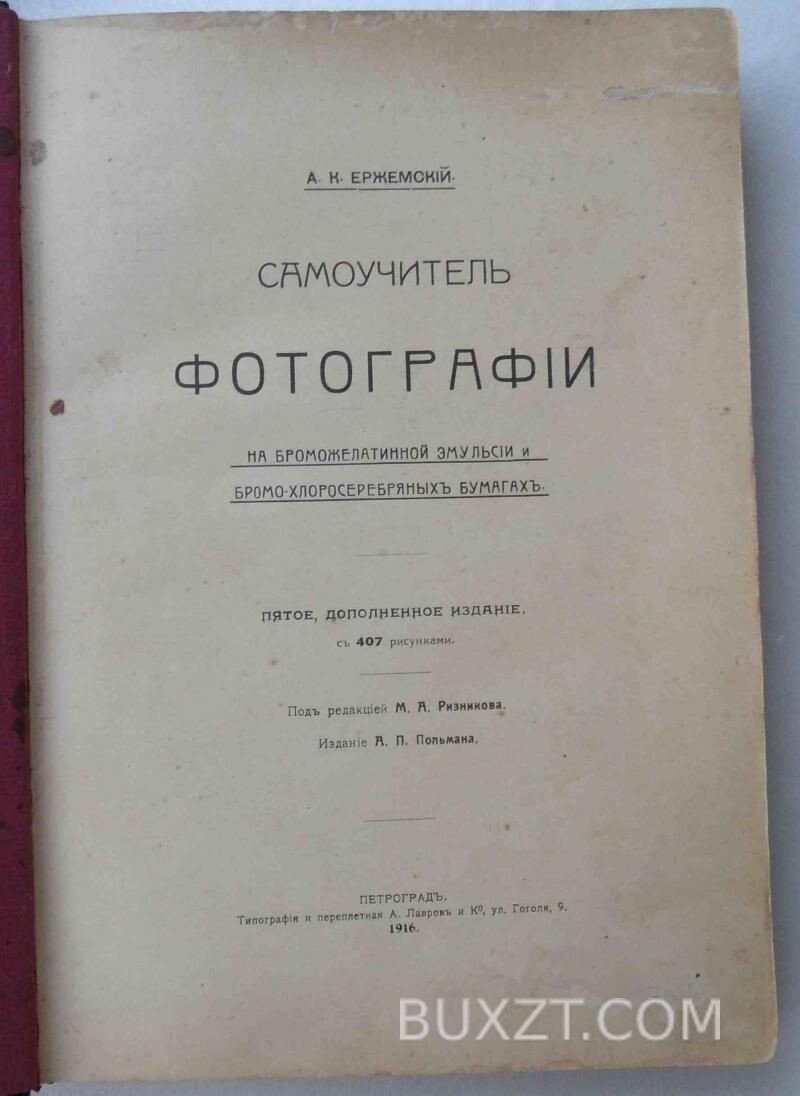 А. К. ЕРЖЕМСКІЙ.
САМОУЧИТЕЛЬ
ФОТОГРАФІИ
НА БРОМОЖЕЛАТИННОЙ ЭМУЛЬСІИ и
БРОМО-ХЛОРОСЕРЕБРЯНЫХЪ БУМАГАХЪ.
ПЯТОЕ, ДОПОЛНЕННОЕ ИЗДАНІЕ,
съ 407 рисунками.
Подъ редакціей М. А. Ризникова.
Изданіе А. П. Польмана.
ПЕТРОГРАДЪ.
Типографія и переплетная А. Лавровъ и Кº, ул. Гоголя, 9.
1916.
BUXZT.COM